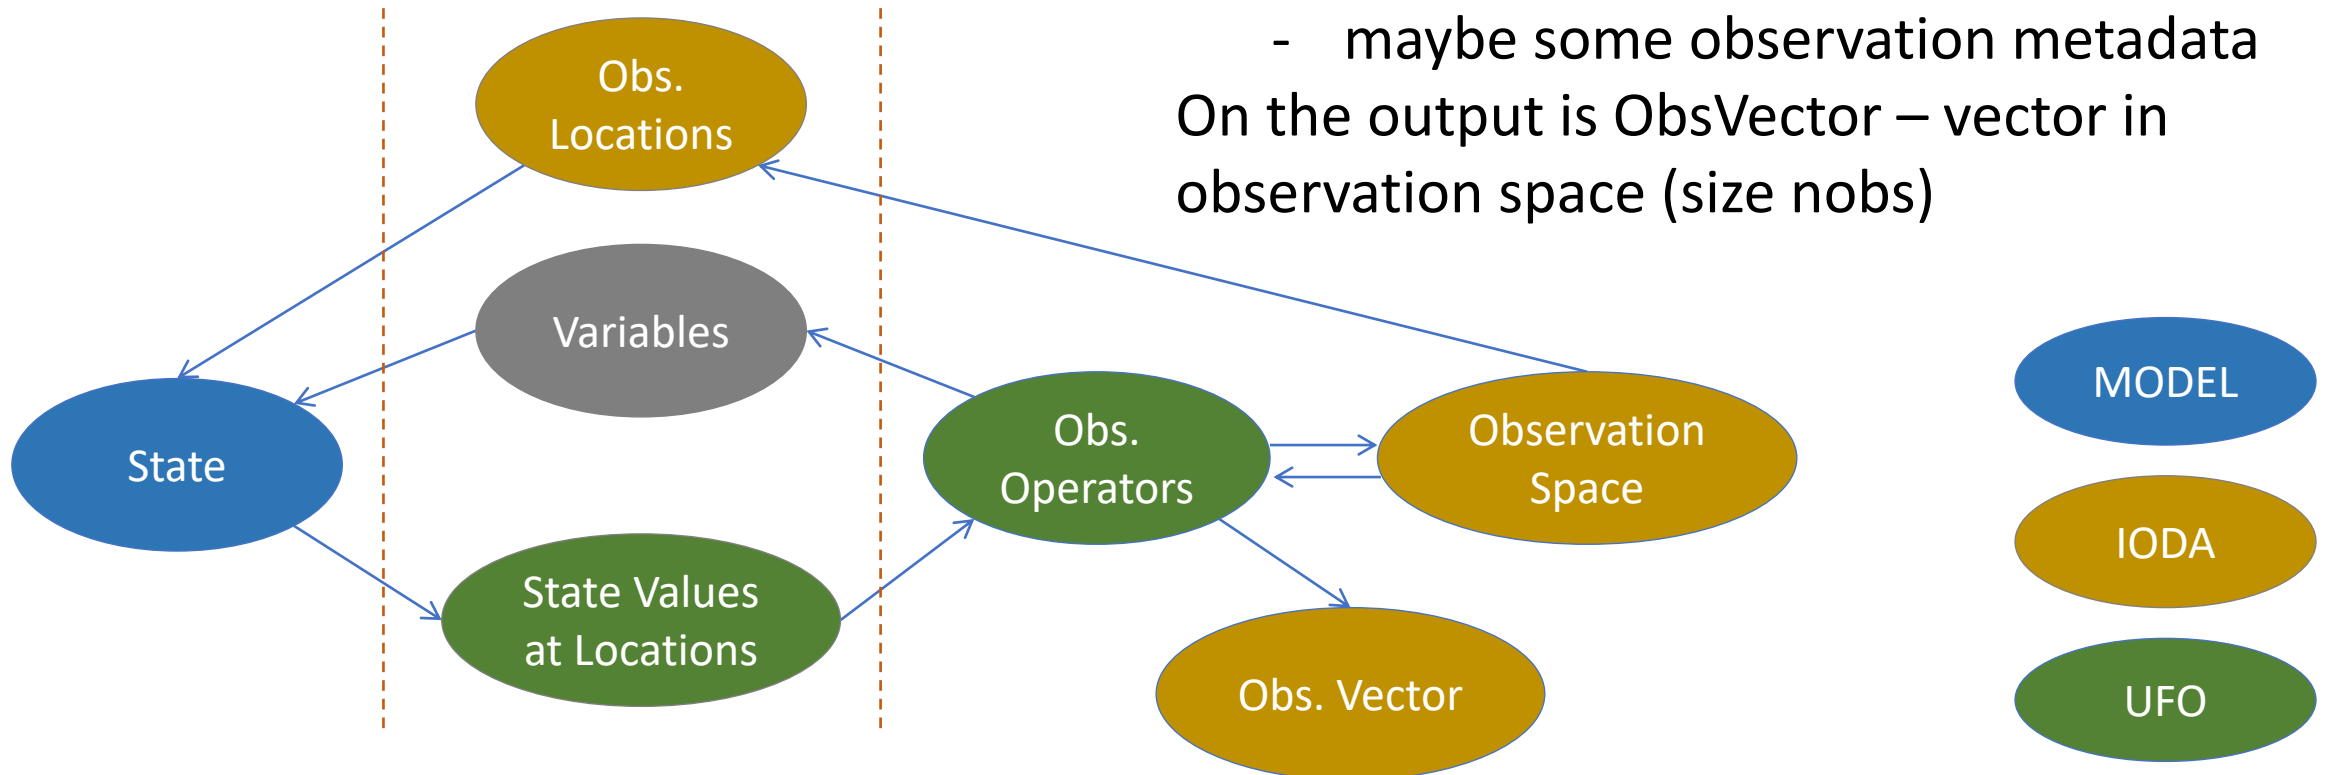 - maybe some observation metadata
On the output is ObsVector – vector in
observation space (size nobs)
Obs.
Locations
Variables
State
State Values
at Locations
Obs.
Operators
Observation
Space
Obs. Vector
MODEL
IODA
UFO